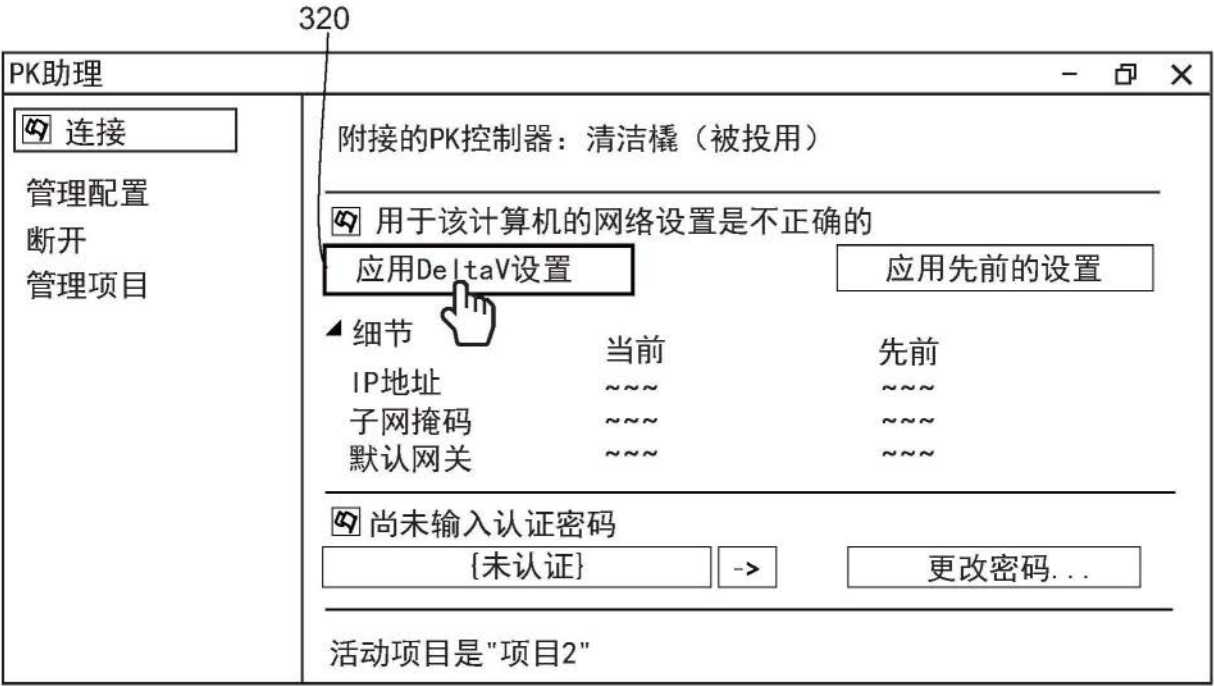 320
PK助理
连接
管理配置
断开
管理项目
附接的PK控制器：清洁橇（被投用）
用于该计算机的网络设置是不正确的
应用DeltaV设置 应用先前的设置
细节 当前 先前
IP地址 ~~~ ~~~
子网掩码 ~~~ ~~~
默认网关 ~~~ ~~~
尚未输入认证密码
{未认证} -> 更改密码...
活动项目是"项目2"